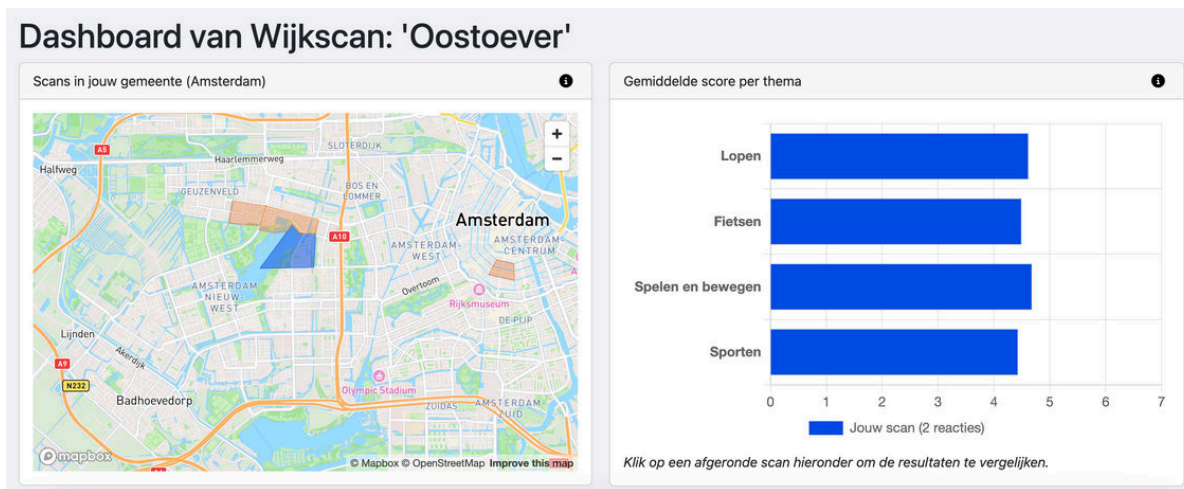 Dashboard van Wijkscan: 'Oostoever'
Scans in jouw gemeente (Amsterdam)
A5
Halfweg
Haarlemmerweg
SLOTERDIJK
+
−
GEUZENVELD
BOS EN
LOMMER
Amsterdam
A10
AMSTERDAM-
WEST
AMSTERDAM-
CENTRUM
AMSTERDAM
NIEUW-
WEST
Overtoom
Rijksmuseum
DE PIJP
Lijnden
Akerdijk
A9
N232
Badhoevedorp
Olympic Stadium
ZUIDAS
AMSTERDAM-
ZUID
mapbox
© Mapbox © OpenStreetMap Improve this map
Gemiddelde score per thema
Lopen
Fietsen
Spelen en bewegen
Sporten
0 1 2 3 4 5 6 7
Jouw scan (2 reacties)
Klik op een afgeronde scan hieronder om de resultaten te vergelijken.